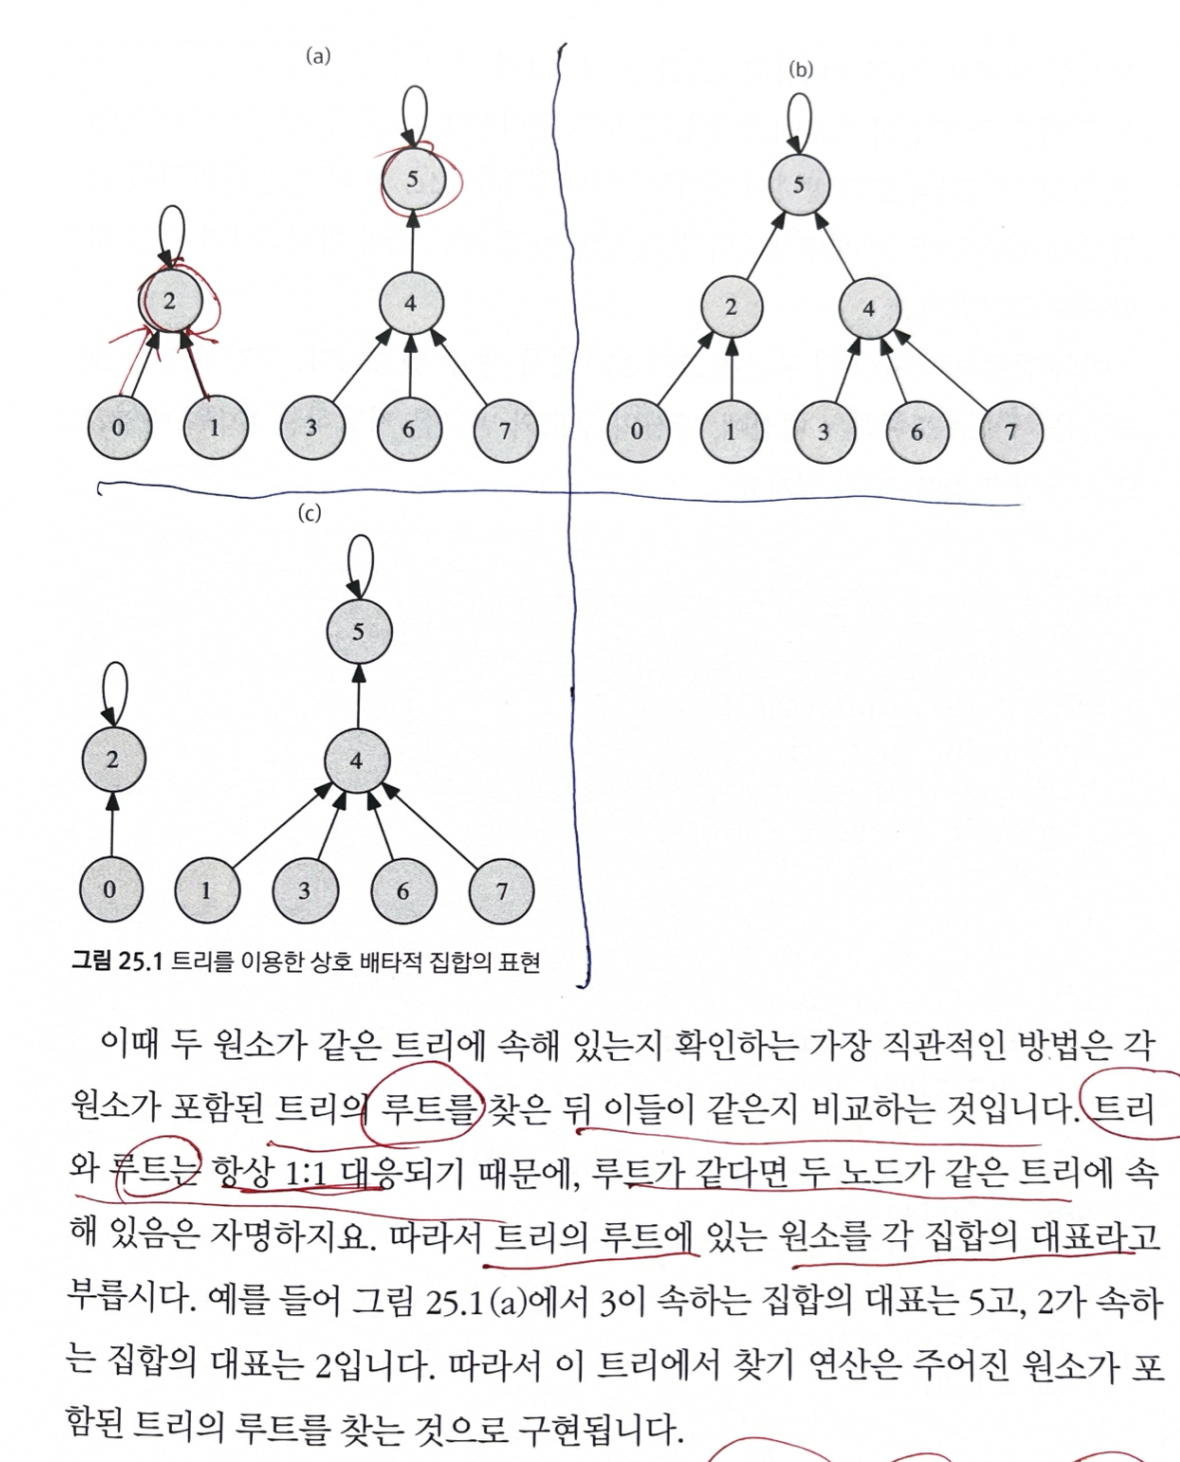 (a)
5
2
4
0
1
3
6
7
(b)
5
2
4
0
1
3
6
7
(c)
5
2
4
0
1
3
6
7
그림 25.1 트리를 이용한 상호 배타적 집합의 표현
이때 두 원소가 같은 트리에 속해 있는지 확인하는 가장 직관적인 방법은 각
원소가 포함된 트리의 루트를 찾은 뒤 이들이 같은지 비교하는 것입니다. 트리
와 루트는 항상 1:1 대응되기 때문에, 루트가 같다면 두 노드가 같은 트리에 속
해 있음은 자명하지요. 따라서 트리의 루트에 있는 원소를 각 집합의 대표라고
부릅시다. 예를 들어 그림 25.1(a)에서 3이 속하는 집합의 대표는 5고, 2가 속하
는 집합의 대표는 2입니다. 따라서 이 트리에서 찾기 연산은 주어진 원소가 포
함된 트리의 루트를 찾는 것으로 구현됩니다.